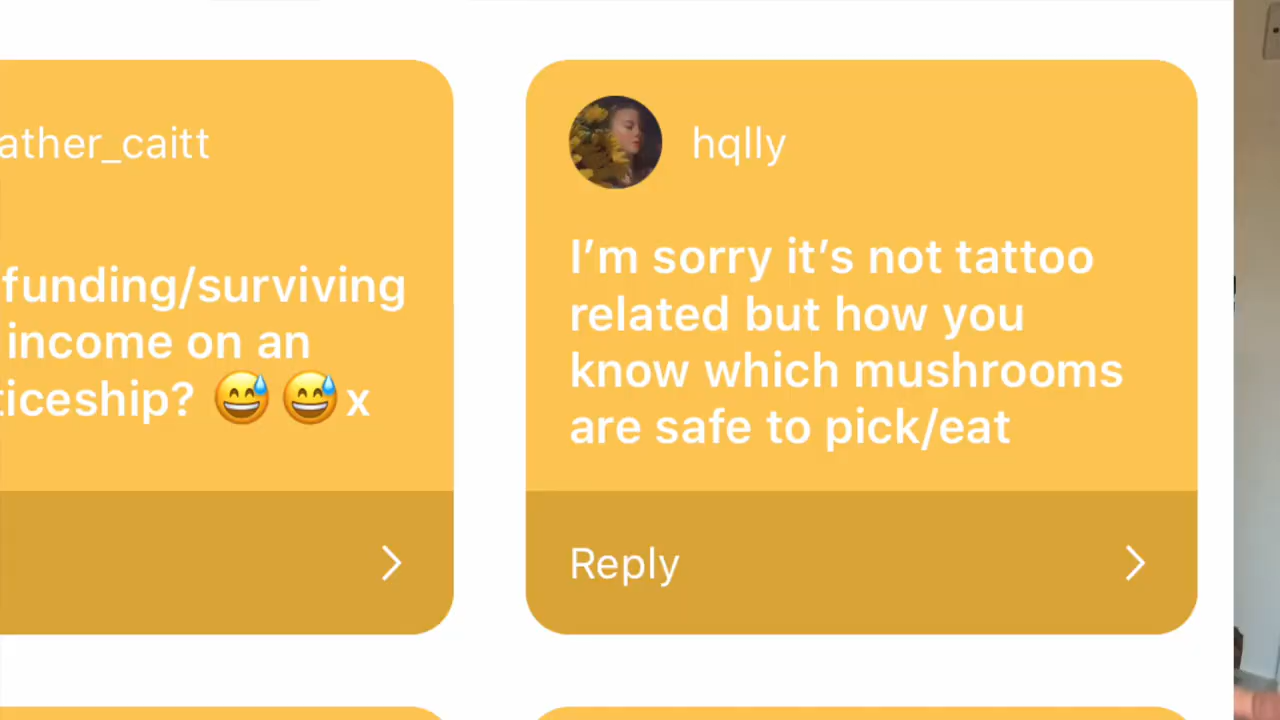 ather_caitt
funding/surviving
income on an
ticeship? 😅 😅 x
hqlly
I'm sorry it's not tattoo
related but how you
know which mushrooms
are safe to pick/eat
Reply